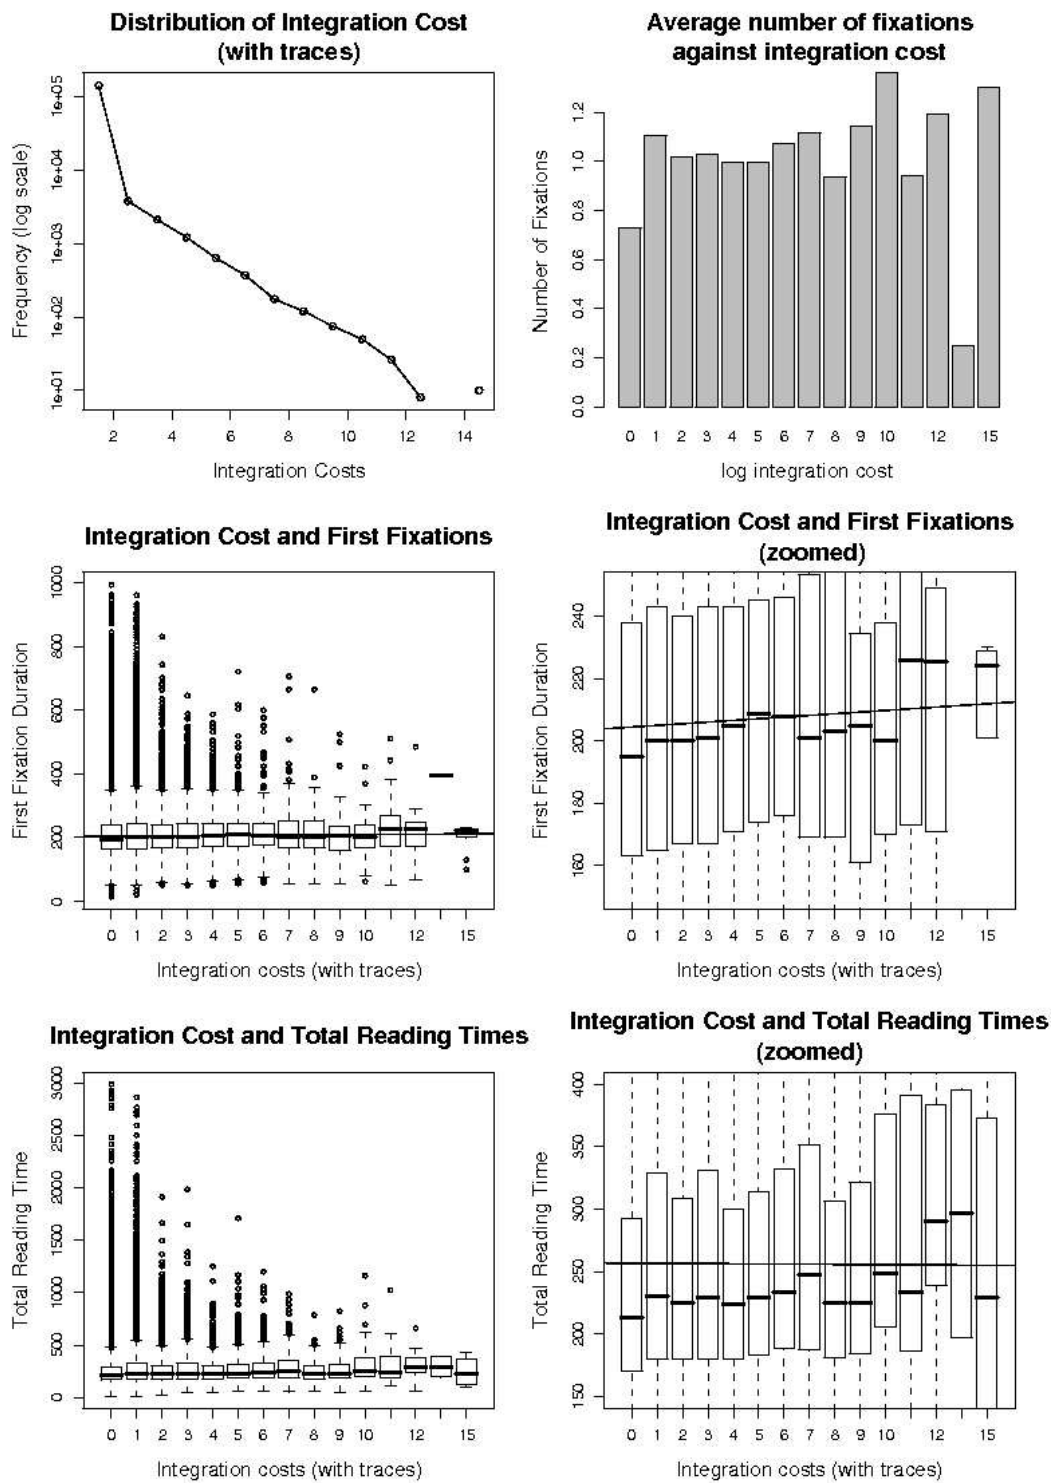 Distribution of Integration Cost
(with traces)
Frequency (log scale)
1e+05
1e+04
1e+03
1e+02
1e+01
2 4 6 8 10 12 14
Integration Costs
Average number of fixations
against integration cost
Number of Fixations
1.2
1.0
0.8
0.6
0.4
0.2
0.0
0 1 2 3 4 5 6 7 8 9 10 12 15
log integration cost
Integration Cost and First Fixations
First Fixation Duration
1000
800
600
400
200
0
0 1 2 3 4 5 6 7 8 9 10 12 15
Integration costs (with traces)
Integration Cost and First Fixations
(zoomed)
First Fixation Duration
240
220
200
180
160
0 1 2 3 4 5 6 7 8 9 10 12 15
Integration costs (with traces)
Integration Cost and Total Reading Times
Total Reading Time
3000
2500
2000
1500
1000
500
0
0 1 2 3 4 5 6 7 8 9 10 12 15
Integration costs (with traces)
Integration Cost and Total Reading Times
(zoomed)
Total Reading Time
400
350
300
250
200
150
0 1 2 3 4 5 6 7 8 9 10 12 15
Integration costs (with traces)